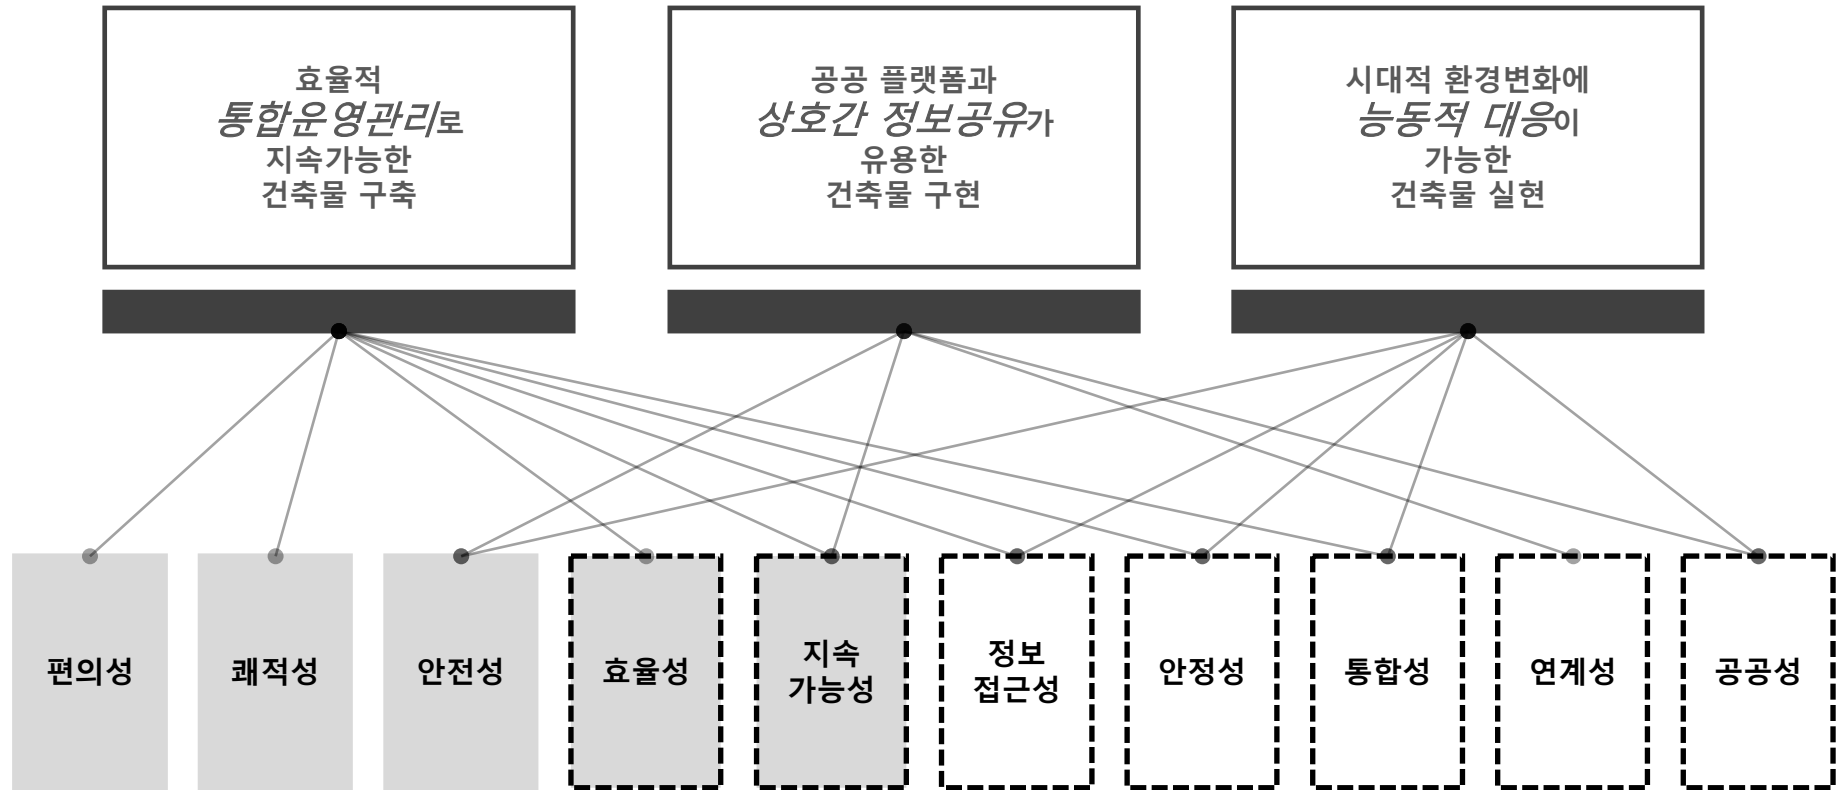 효율적
통합운영관리로
지속가능한
건축물 구축
공공 플랫폼과
상호간 정보공유가
유용한
건축물 구현
시대적 환경변화에
능동적 대응이
가능한
건축물 실현
편의성
쾌적성
안전성
효율성
지속
가능성
정보
접근성
안정성
통합성
연계성
공공성